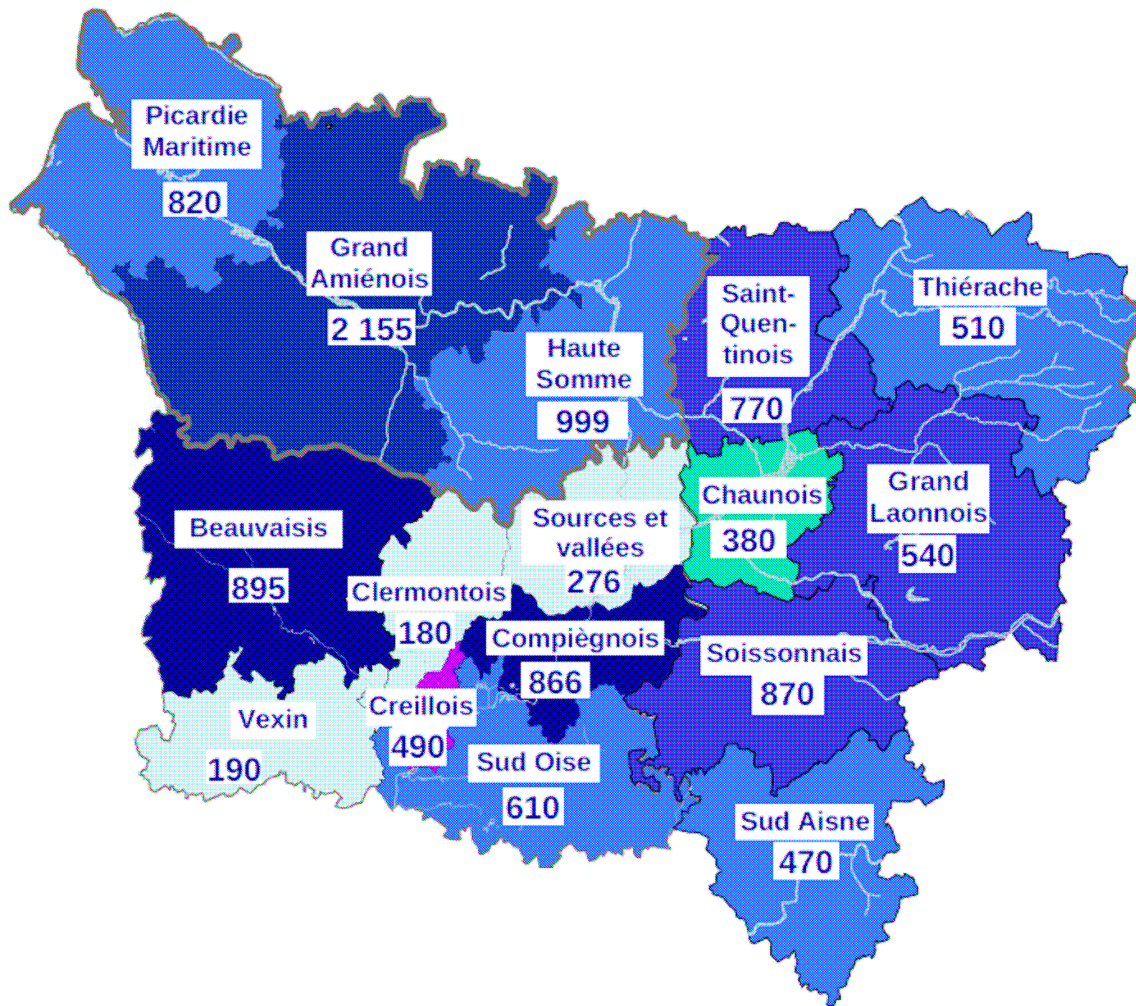 Picardie
Maritime
820
Grand
Amiénois
2 155
Haute
Somme
999
Saint-
Quen-
tinois
770
Thiérache
510
Beauvaisis
895
Clermontois
180
Sources et
vallées
276
Chaunois
380
Grand
Laonnois
540
Compiègnois
866
Soissonnais
870
Vexin
190
Creillois
490
Sud Oise
610
Sud Aisne
470